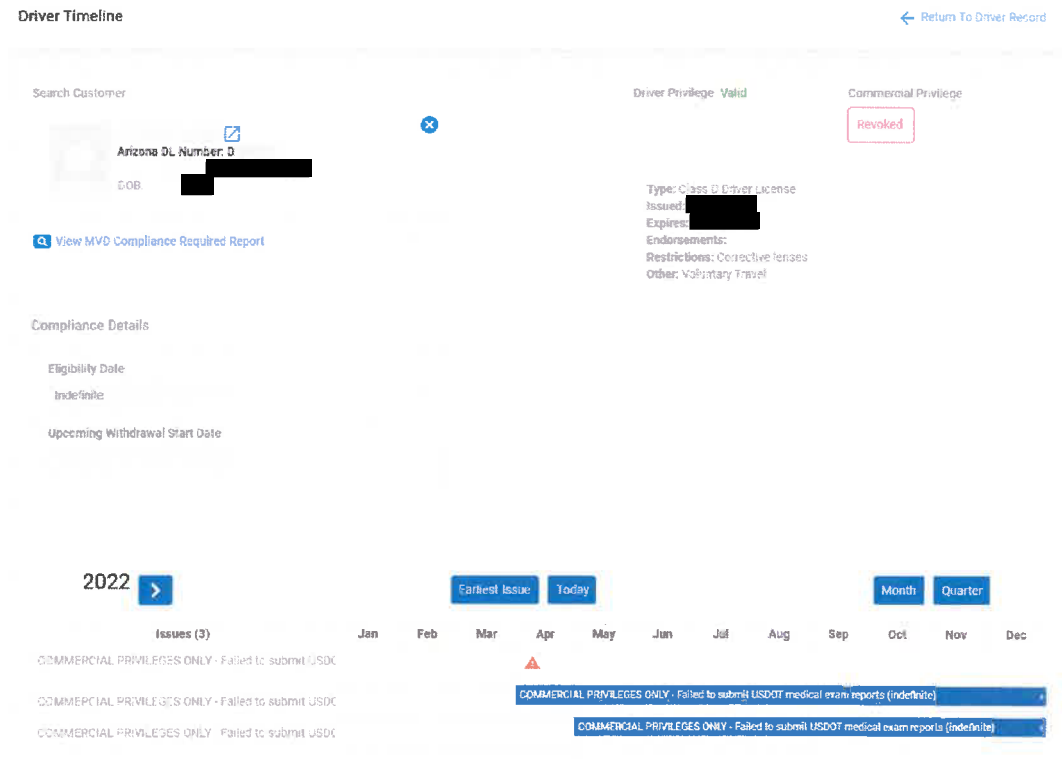 Driver Timeline
Return To Driver Record
Search Customer
Driver Privilege Valid
Commercial Privilege
Revoked
Arizona DL Number: D
DOB:
Type: Class D Driver License
Issued:
Expires:
Endorsements:
Restrictions: Corrective lenses
Other: Voluntary Travel
View MVD Compliance Required Report
Compliance Details
Eligibility Date
Indefinite
Upcoming Withdrawal Start Date
2022
Earliest Issue
Today
Month
Quarter
Issues (3) Jan Feb Mar Apr May Jun Jul Aug Sep Oct Nov Dec
COMMERCIAL PRIVILEGES ONLY - Failed to submit USDO
COMMERCIAL PRIVILEGES ONLY - Failed to submit USDO
COMMERCIAL PRIVILEGES ONLY - Failed to submit USDOT medical exam reports (indefinite)
COMMERCIAL PRIVILEGES ONLY - Failed to submit USDO
COMMERCIAL PRIVILEGES ONLY - Failed to submit USDOT medical exam reports (indefinite)